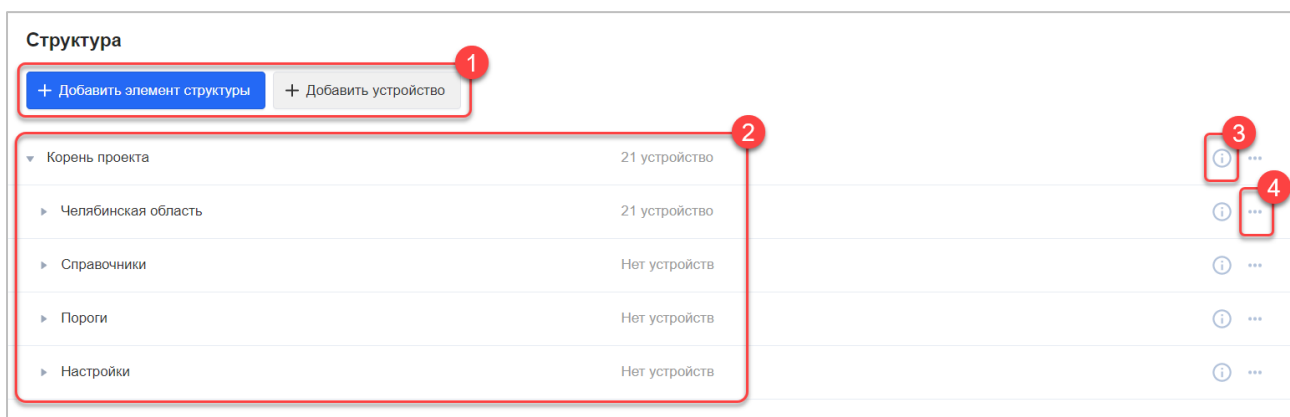 Структура
1
+ Добавить элемент структуры + Добавить устройство
2 3
Корень проекта 21 устройство
4
Челябинская область 21 устройство
Справочники Нет устройств
Пороги Нет устройств
Настройки Нет устройств